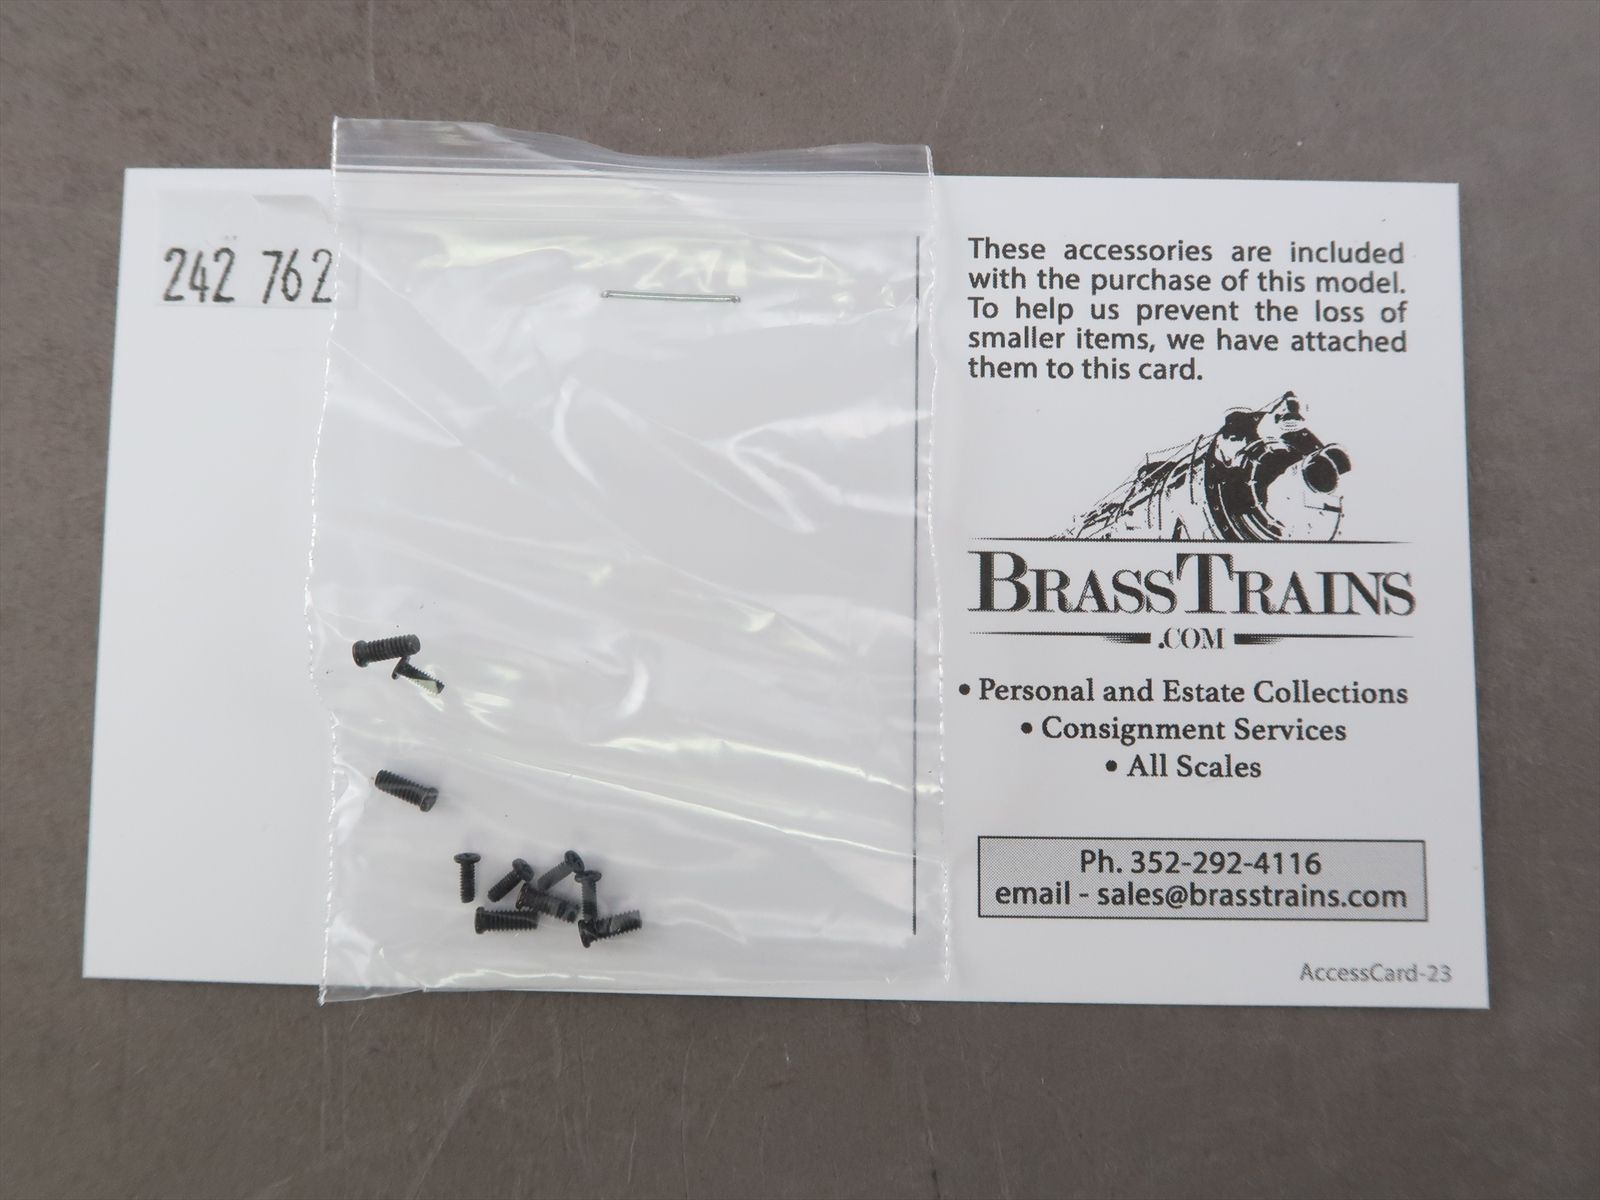 242 762
These accessories are included
with the purchase of this model.
To help us prevent the loss of
smaller items, we have attached
them to this card.
BRASSTRAINS
.COM
• Personal and Estate Collections
• Consignment Services
• All Scales
Ph. 352-292-4116
email - sales@brasstrains.com
AccessCard-23